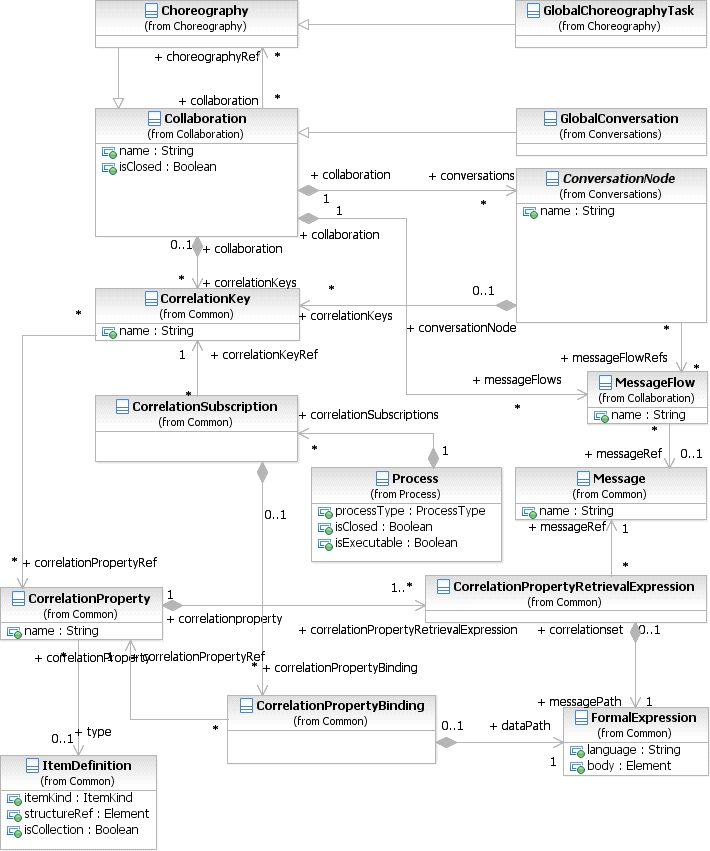 Choreography
(from Choreography)
GlobalChoreographyTask
(from Choreography)
+ choreographyRef
*
+ collaboration
*
Collaboration
(from Collaboration)
name : String
isClosed : Boolean
GlobalConversation
(from Conversations)
+ collaboration
+ conversations
1
*
ConversationNode
(from Conversations)
name : String
1
+ collaboration
0..1
+ collaboration
*
+ correlationKeys
CorrelationKey
(from Common)
name : String
*
0..1
+ correlationKeys
+ conversationNode
*
1
+ correlationKeyRef
*
*
+ messageFlowRefs
*
+ messageFlows
*
MessageFlow
(from Collaboration)
name : String
CorrelationSubscription
(from Common)
+ correlationSubscriptions
*
1
*
+ messageRef
0..1
Process
(from Process)
processType : ProcessType
isClosed : Boolean
isExecutable : Boolean
Message
(from Common)
name : String
+ messageRef
1
0..1
* + correlationPropertyRef
*
CorrelationProperty
(from Common)
name : String
1
+ correlationproperty
1..*
CorrelationPropertyRetrievalExpression
(from Common)
+ correlationPropertyRetrievalExpression
+ correlationset
0..1
+ correlationProperty
*
1
+ correlationPropertyRef
* + correlationPropertyBinding
+ messagePath
1
CorrelationPropertyBinding
(from Common)
*
0..1
+ dataPath
1
FormalExpression
(from Common)
language : String
body : Element
0..1
+ type
ItemDefinition
(from Common)
itemKind : ItemKind
structureRef : Element
isCollection : Boolean